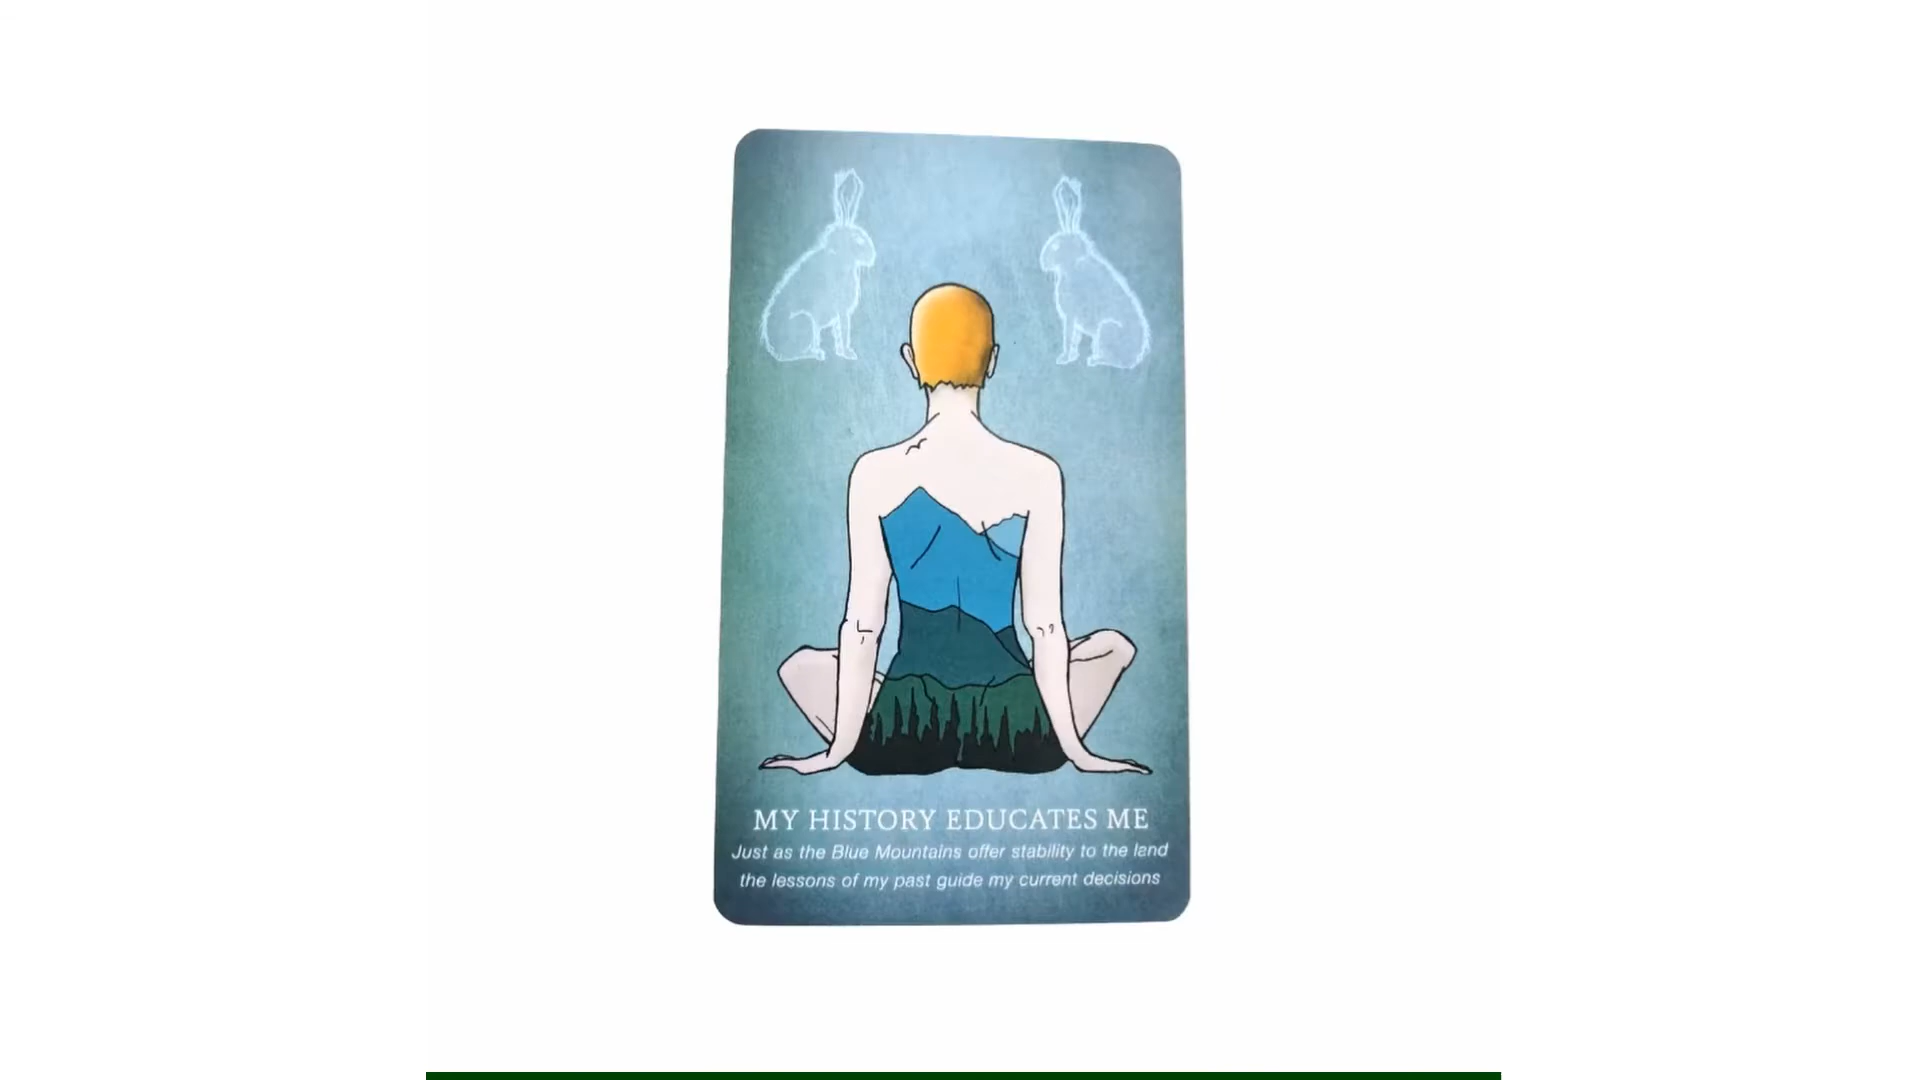 MY HISTORY EDUCATES ME
Just as the Blue Mountains offer stability to the land
the lessons of my past guide my current decisions